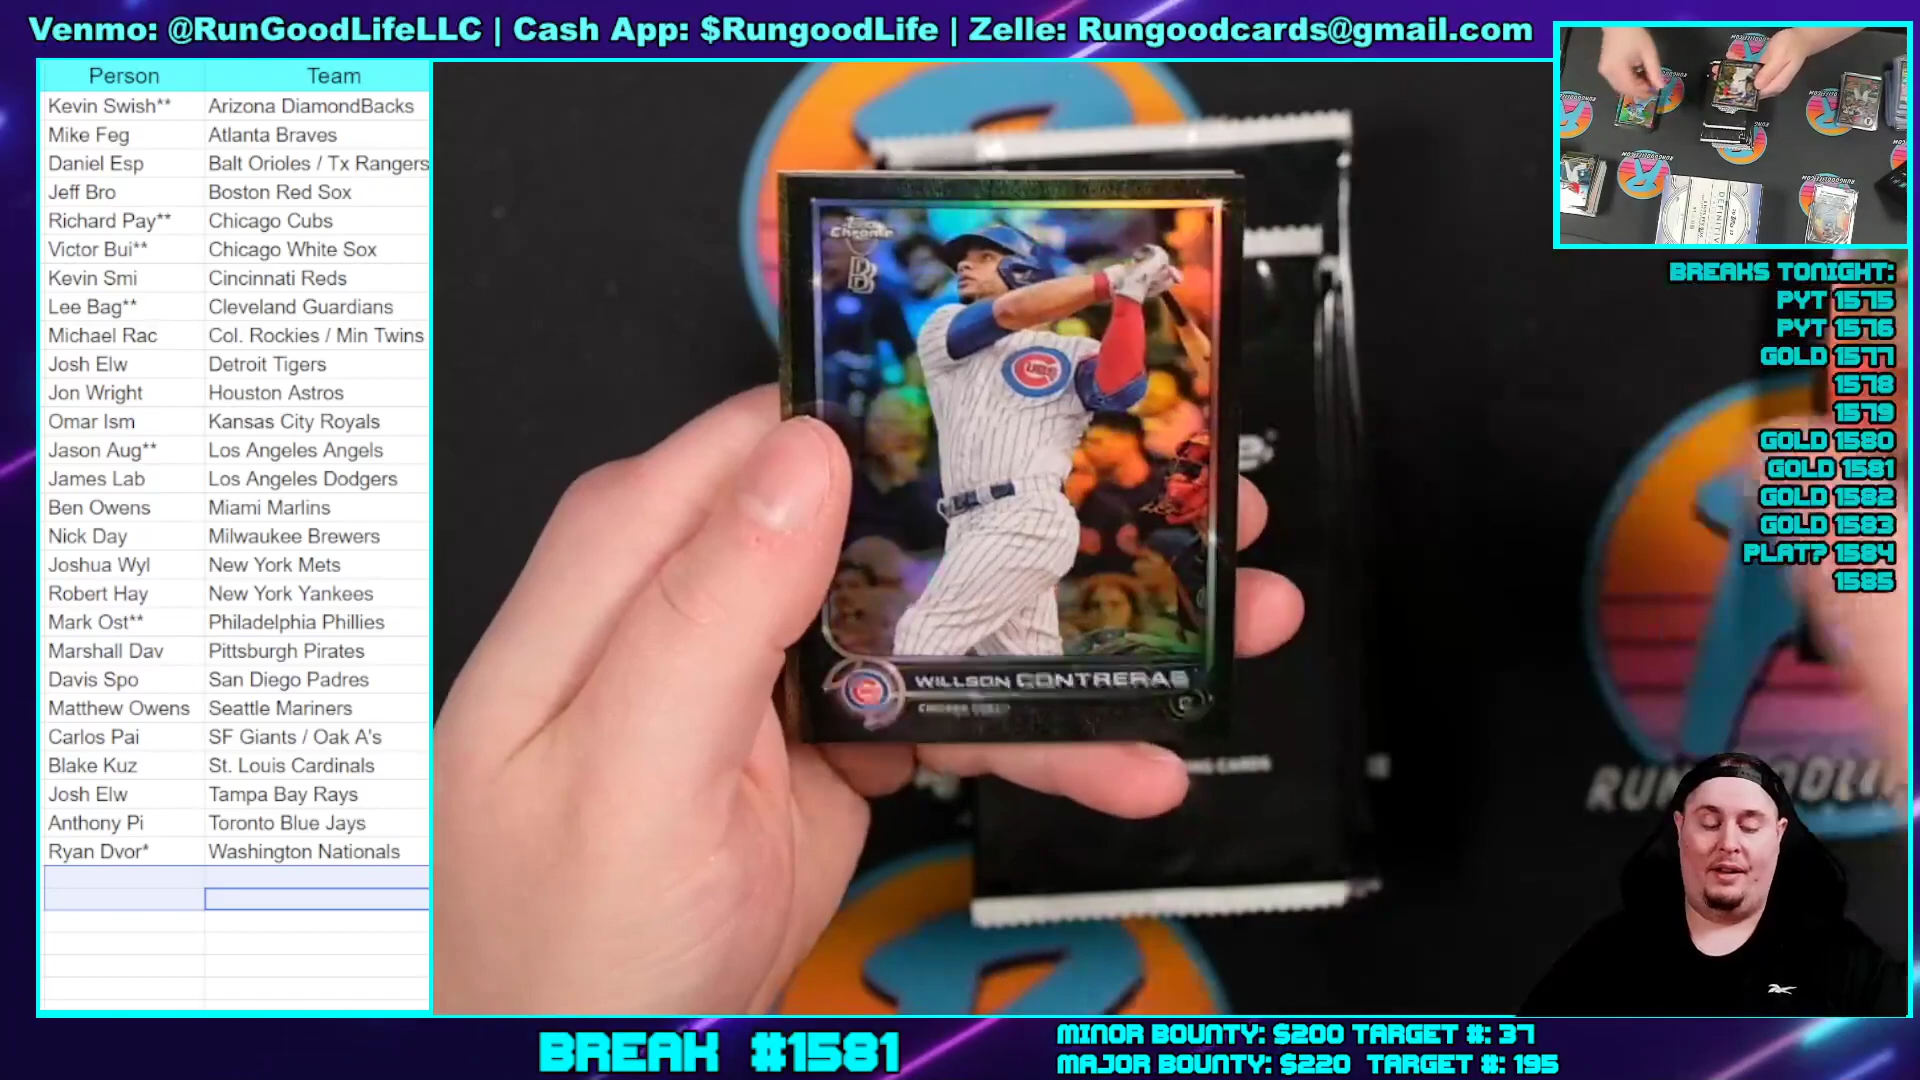 Venmo: @RunGoodLifeLLC | Cash App: $RungoodLife | Zelle: Rungoodcards@gmail.com
Person Team
Kevin Swish** Arizona DiamondBacks
Mike Feg Atlanta Braves
Daniel Esp Balt Orioles / Tx Rangers
Jeff Bro Boston Red Sox
Richard Pay** Chicago Cubs
Victor Bui** Chicago White Sox
Kevin Smi Cincinnati Reds
Lee Bag** Cleveland Guardians
Michael Rac Col. Rockies / Min Twins
Josh Elw Detroit Tigers
Jon Wright Houston Astros
Omar Ism Kansas City Royals
Jason Aug** Los Angeles Angels
James Lab Los Angeles Dodgers
Ben Owens Miami Marlins
Nick Day Milwaukee Brewers
Joshua Wyl New York Mets
Robert Hay New York Yankees
Mark Ost** Philadelphia Phillies
Marshall Dav Pittsburgh Pirates
Davis Spo San Diego Padres
Matthew Owens Seattle Mariners
Carlos Pai SF Giants / Oak A's
Blake Kuz St. Louis Cardinals
Josh Elw Tampa Bay Rays
Anthony Pi Toronto Blue Jays
Ryan Dvor* Washington Nationals
Topps
Chrome
B
CUBS
WILLSON CONTRERAS
CHICAGO CUBS
C
ING CARDS
DEFINITIV
BREAKS TONIGHT:
PYT 1575
PYT 1576
GOLD 1577
1578
1579
GOLD 1580
GOLD 1581
GOLD 1582
GOLD 1583
PLAT? 1584
1585
BREAK #1581
MINOR BOUNTY: $200 TARGET #: 37
MAJOR BOUNTY: $220 TARGET #: 195